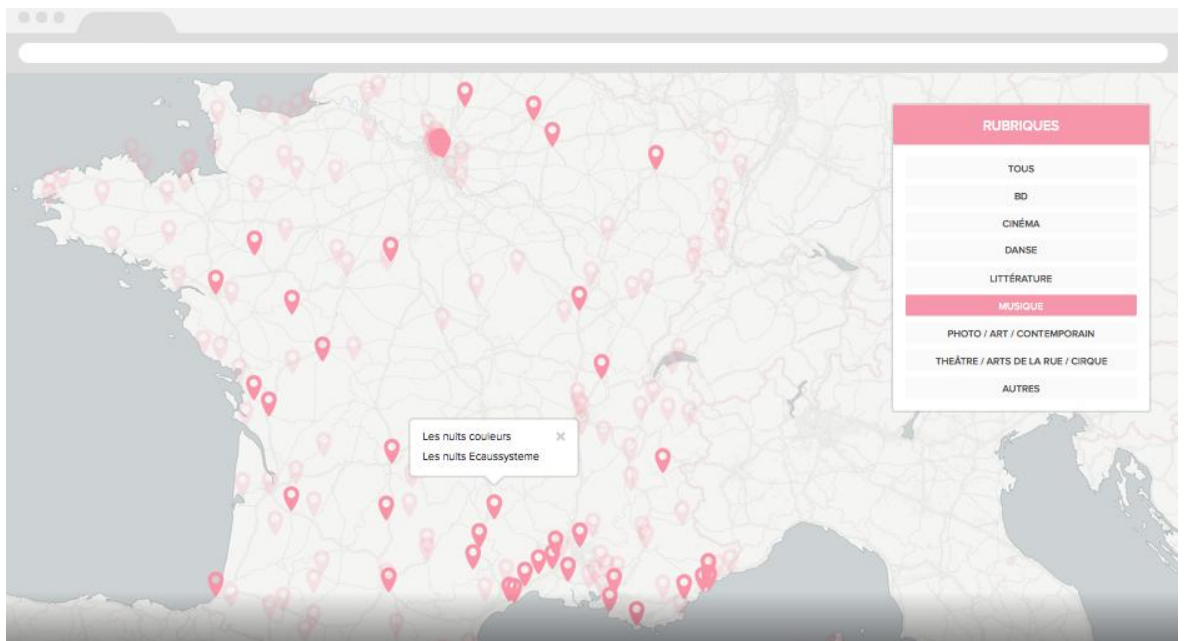 RUBRIQUES
TOUS
BD
CINÉMA
DANSE
LITTÉRATURE
MUSIQUE
PHOTO / ART / CONTEMPORAIN
THEÂTRE / ARTS DE LA RUE / CIRQUE
AUTRES
Les nuits couleurs
Les nuits Ecaussysteme